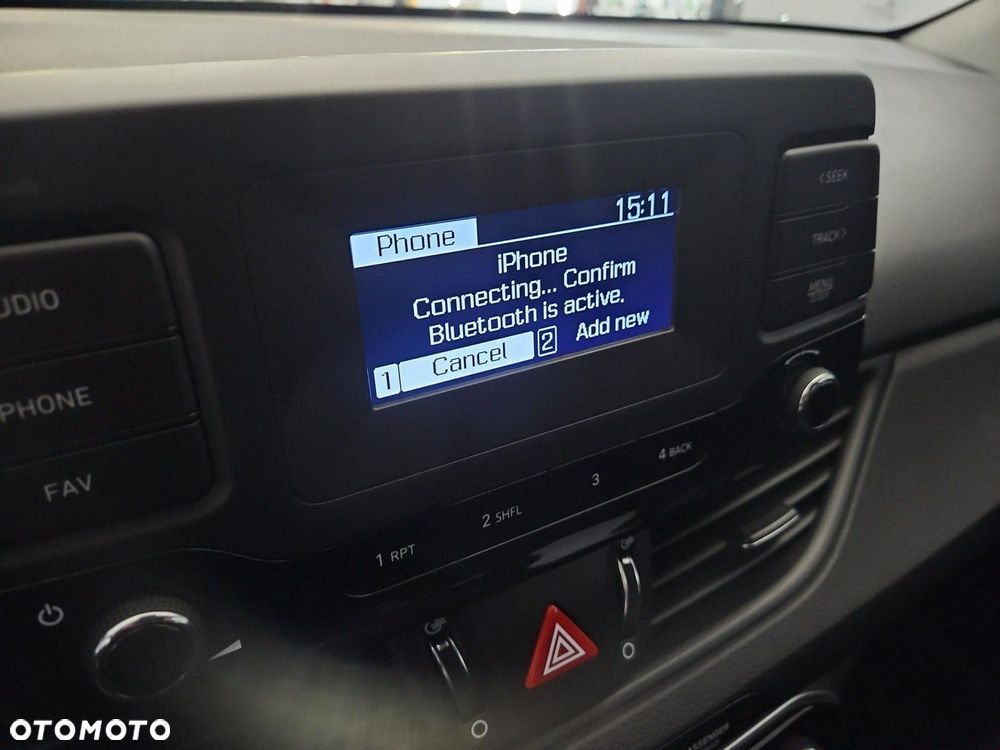 15:11
Phone
iPhone
Connecting... Confirm
Bluetooth is active.
1 Cancel 2 Add new
< SEEK
TRACK >
MENU
PHONE
FAV
1 RPT
2 SHFL
3
4 BACK
OTOMOTO